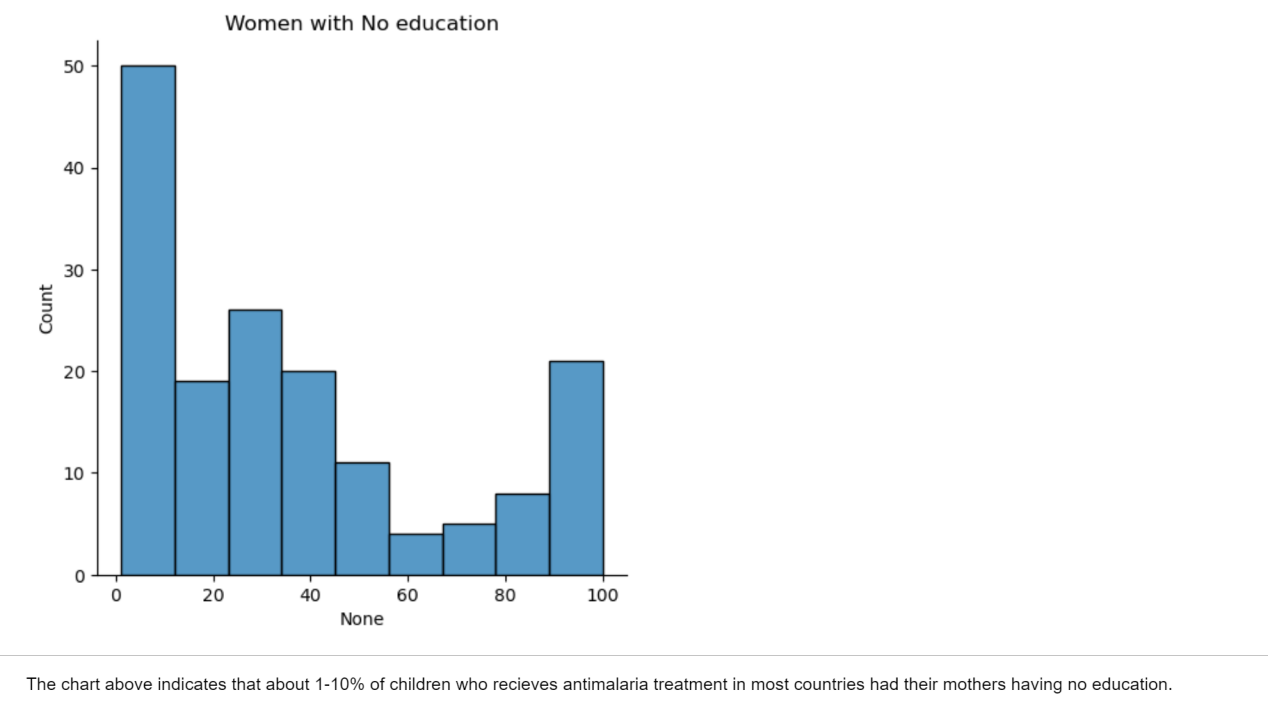 Women with No education
50
40
30
20
10
0
Count
0 20 40 60 80 100
None
The chart above indicates that about 1-10% of children who recieves antimalaria treatment in most countries had their mothers having no education.